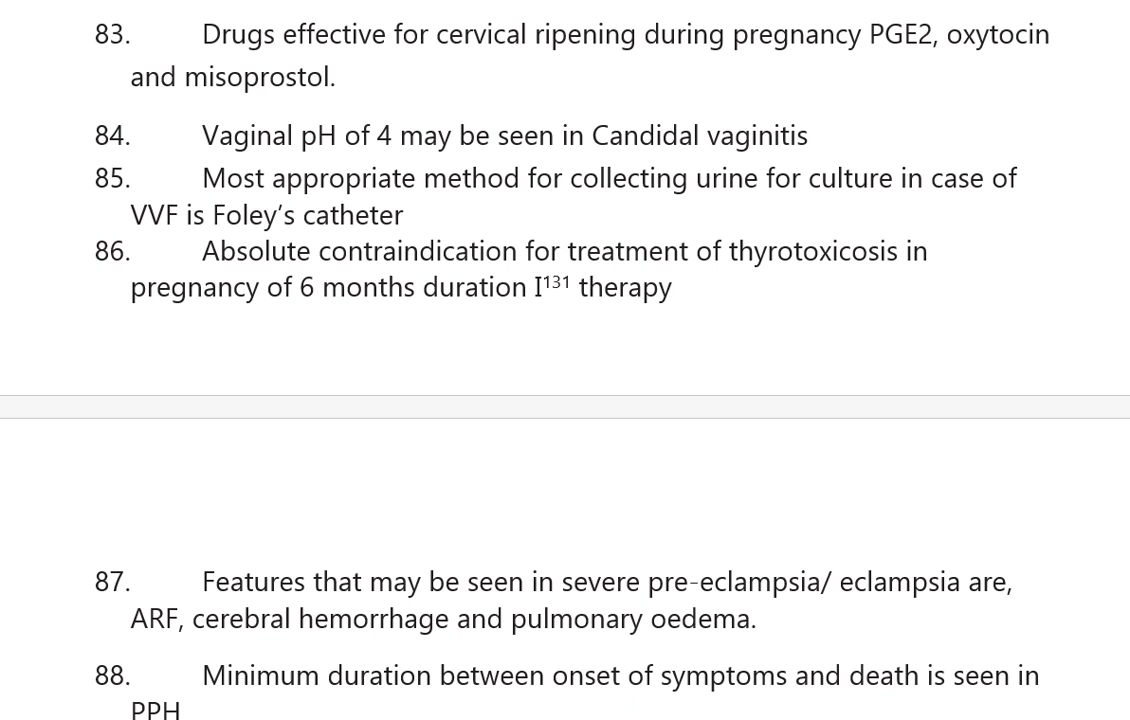 83. Drugs effective for cervical ripening during pregnancy PGE2, oxytocin
and misoprostol.
84. Vaginal pH of 4 may be seen in Candidal vaginitis
85. Most appropriate method for collecting urine for culture in case of
VVF is Foley’s catheter
86. Absolute contraindication for treatment of thyrotoxicosis in
pregnancy of 6 months duration I¹³¹ therapy
87. Features that may be seen in severe pre-eclampsia/ eclampsia are,
ARF, cerebral hemorrhage and pulmonary oedema.
88. Minimum duration between onset of symptoms and death is seen in
PPH